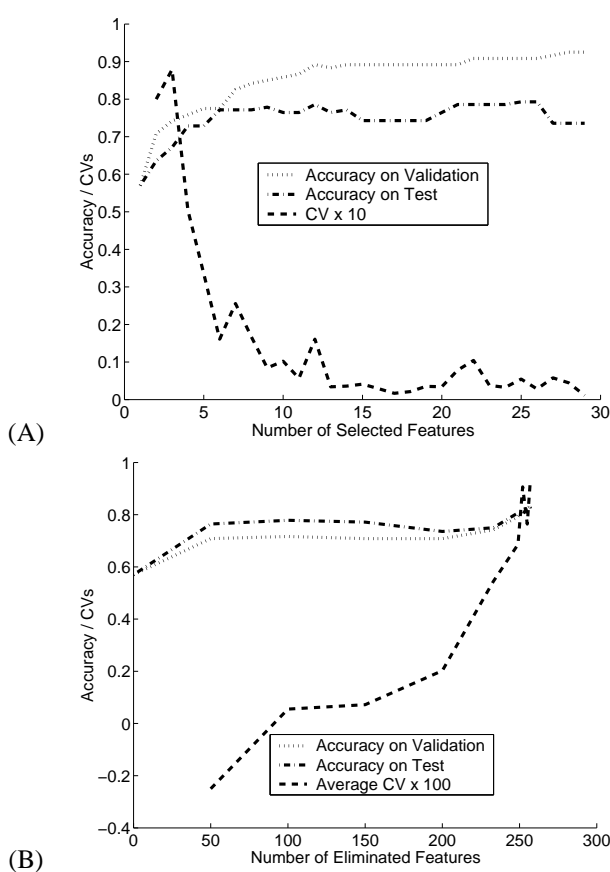 1
0.9
0.8
0.7
0.6
0.5
0.4
0.3
0.2
0.1
0
Accuracy / CVs
Accuracy on Validation
Accuracy on Test
CV x 10
0 5 10 15 20 25 30
Number of Selected Features
(A)
1
0.8
0.6
0.4
0.2
0
−0.2
−0.4
Accuracy / CVs
Accuracy on Validation
Accuracy on Test
Average CV x 100
0 50 100 150 200 250 300
Number of Eliminated Features
(B)